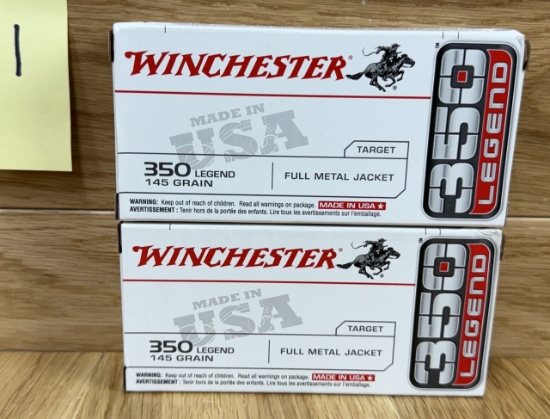 1
WINCHESTER
MADE IN
USA
TARGET
350 LEGEND
145 GRAIN
FULL METAL JACKET
WARNING: Keep out of reach of children. Read all warnings on package. MADE IN USA ★
AVERTISSEMENT : Tenir hors de la portée des enfants. Lire tous les avertissements sur l'emballage.
350
LEGEND
WINCHESTER
MADE IN
USA
TARGET
350 LEGEND
145 GRAIN
FULL METAL JACKET
WARNING: Keep out of reach of children. Read all warnings on package. MADE IN USA ★
AVERTISSEMENT : Tenir hors de la portée des enfants. Lire tous les avertissements sur l'emballage.
350
LEGEND